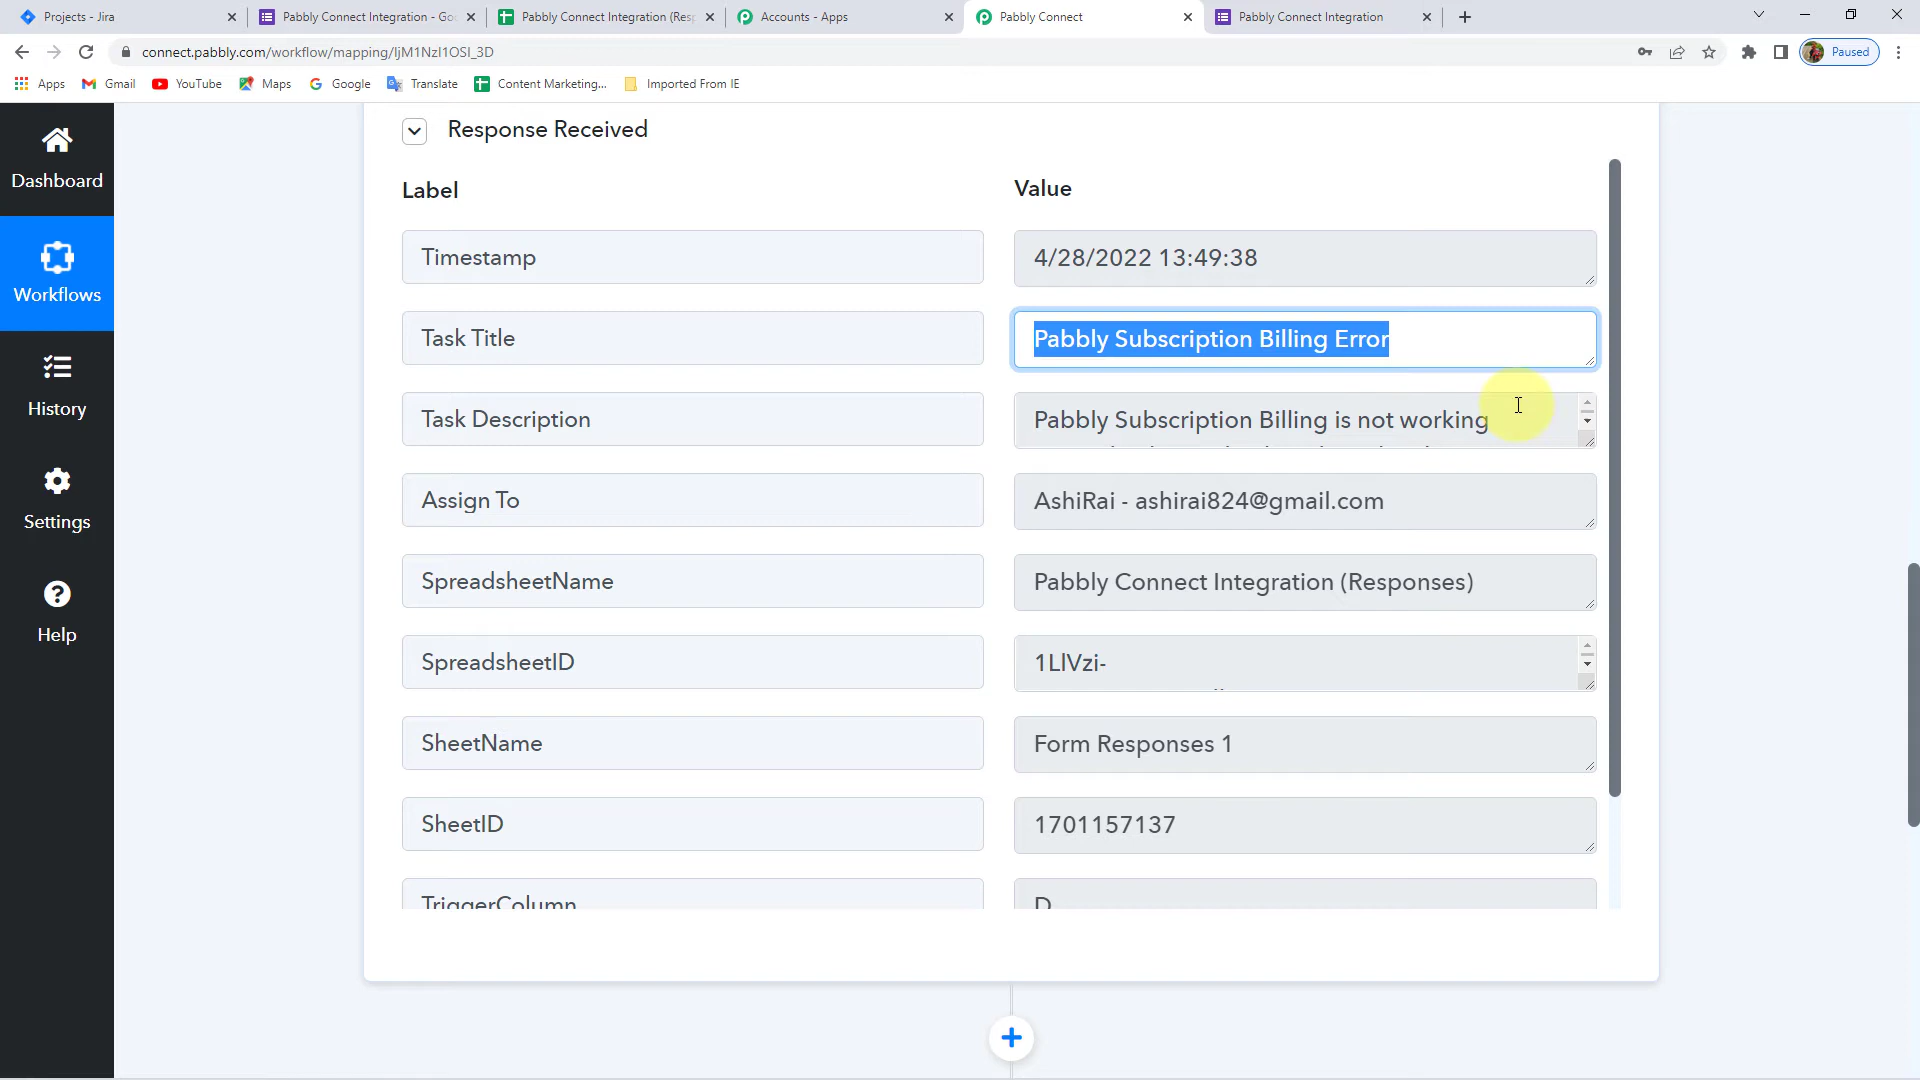 Projects - Jira
Pabbly Connect Integration - Go
Pabbly Connect Integration (Res
Accounts - Apps
Pabbly Connect
Pabbly Connect Integration
connect.pabbly.com/workflow/mapping/IjM1NzI1OSI_3D
Paused
Apps
Gmail
YouTube
Maps
Google
Translate
Content Marketing...
Imported From IE
Dashboard
Workflows
History
Settings
Help
Response Received
Label
Value
Timestamp
4/28/2022 13:49:38
Task Title
Pabbly Subscription Billing Error
Task Description
Pabbly Subscription Billing is not working
Assign To
AshiRai - ashirai824@gmail.com
SpreadsheetName
Pabbly Connect Integration (Responses)
SpreadsheetID
1LlVzi-
SheetName
Form Responses 1
SheetID
1701157137
TriggerColumn
D